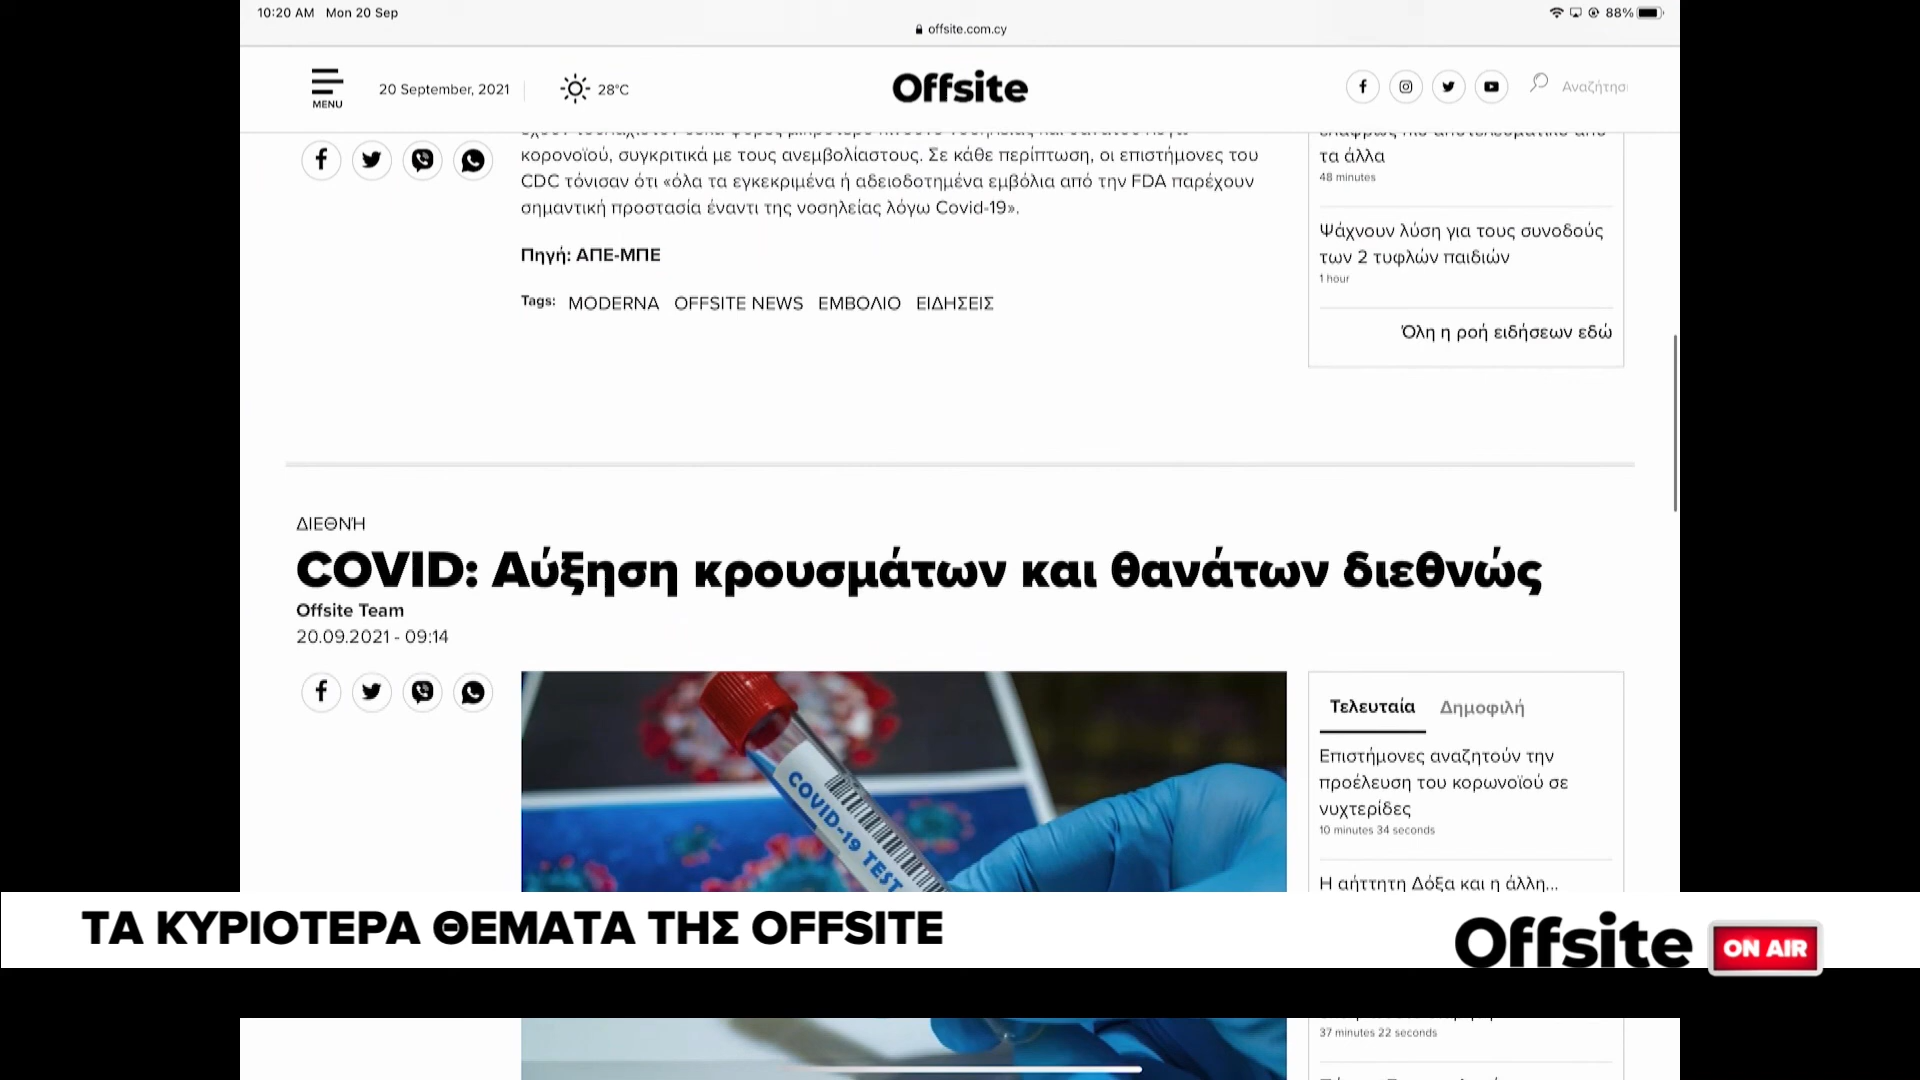 10:20 AM Mon 20 Sep
88%
offsite.com.cy
MENU
20 September, 2021
28°C
Offsite
Αναζήτησ
κορονοϊού, συγκριτικά με τους ανεμβολίαστους. Σε κάθε περίπτωση, οι επιστήμονες του
CDC τόνισαν ότι «όλα τα εγκεκριμένα ή αδειοδοτημένα εμβόλια από την FDA παρέχουν
σημαντική προστασία έναντι της νοσηλείας λόγω Covid-19».
Πηγή: ΑΠΕ-ΜΠΕ
Tags: MODERNA OFFSITE NEWS ΕΜΒΟΛΙΟ ΕΙΔΗΣΕΙΣ
τα άλλα
48 minutes
Ψάχνουν λύση για τους συνοδούς
των 2 τυφλών παιδιών
1 hour
Όλη η ροή ειδήσεων εδώ
ΔΙΕΘΝΉ
COVID: Αύξηση κρουσμάτων και θανάτων διεθνώς
Offsite Team
20.09.2021 - 09:14
COVID-19 TEST
Τελευταία Δημοφιλή
Επιστήμονες αναζητούν την
προέλευση του κορωνοϊού σε
νυχτερίδες
10 minutes 34 seconds
Η αήττητη Δόξα και η άλλη...
ΤΑ ΚΥΡΙΟΤΕΡΑ ΘΕΜΑΤΑ ΤΗΣ OFFSITE
Offsite ON AIR
37 minutes 22 seconds